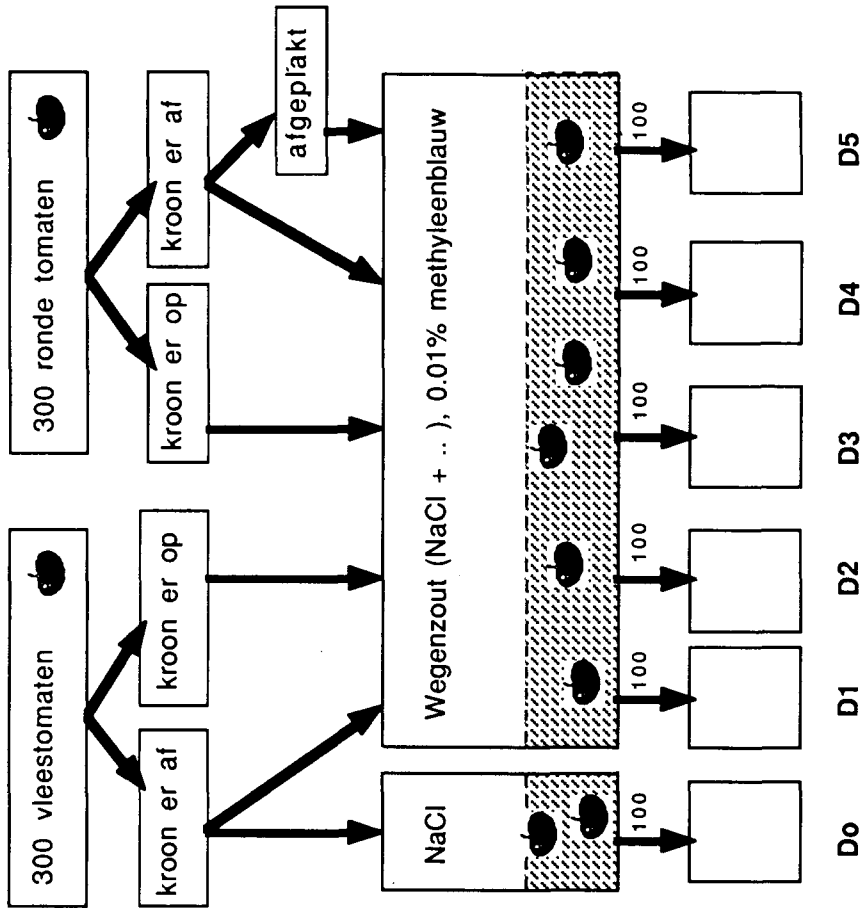 300 vleestomaten
300 ronde tomaten
kroon er af
kroon er op
kroon er op
kroon er af
afgeplakt
NaCl
Wegenzout (NaCl + .. ), 0.01% methyleenblauw
100
100
100
100
100
100
Do
D1
D2
D3
D4
D5